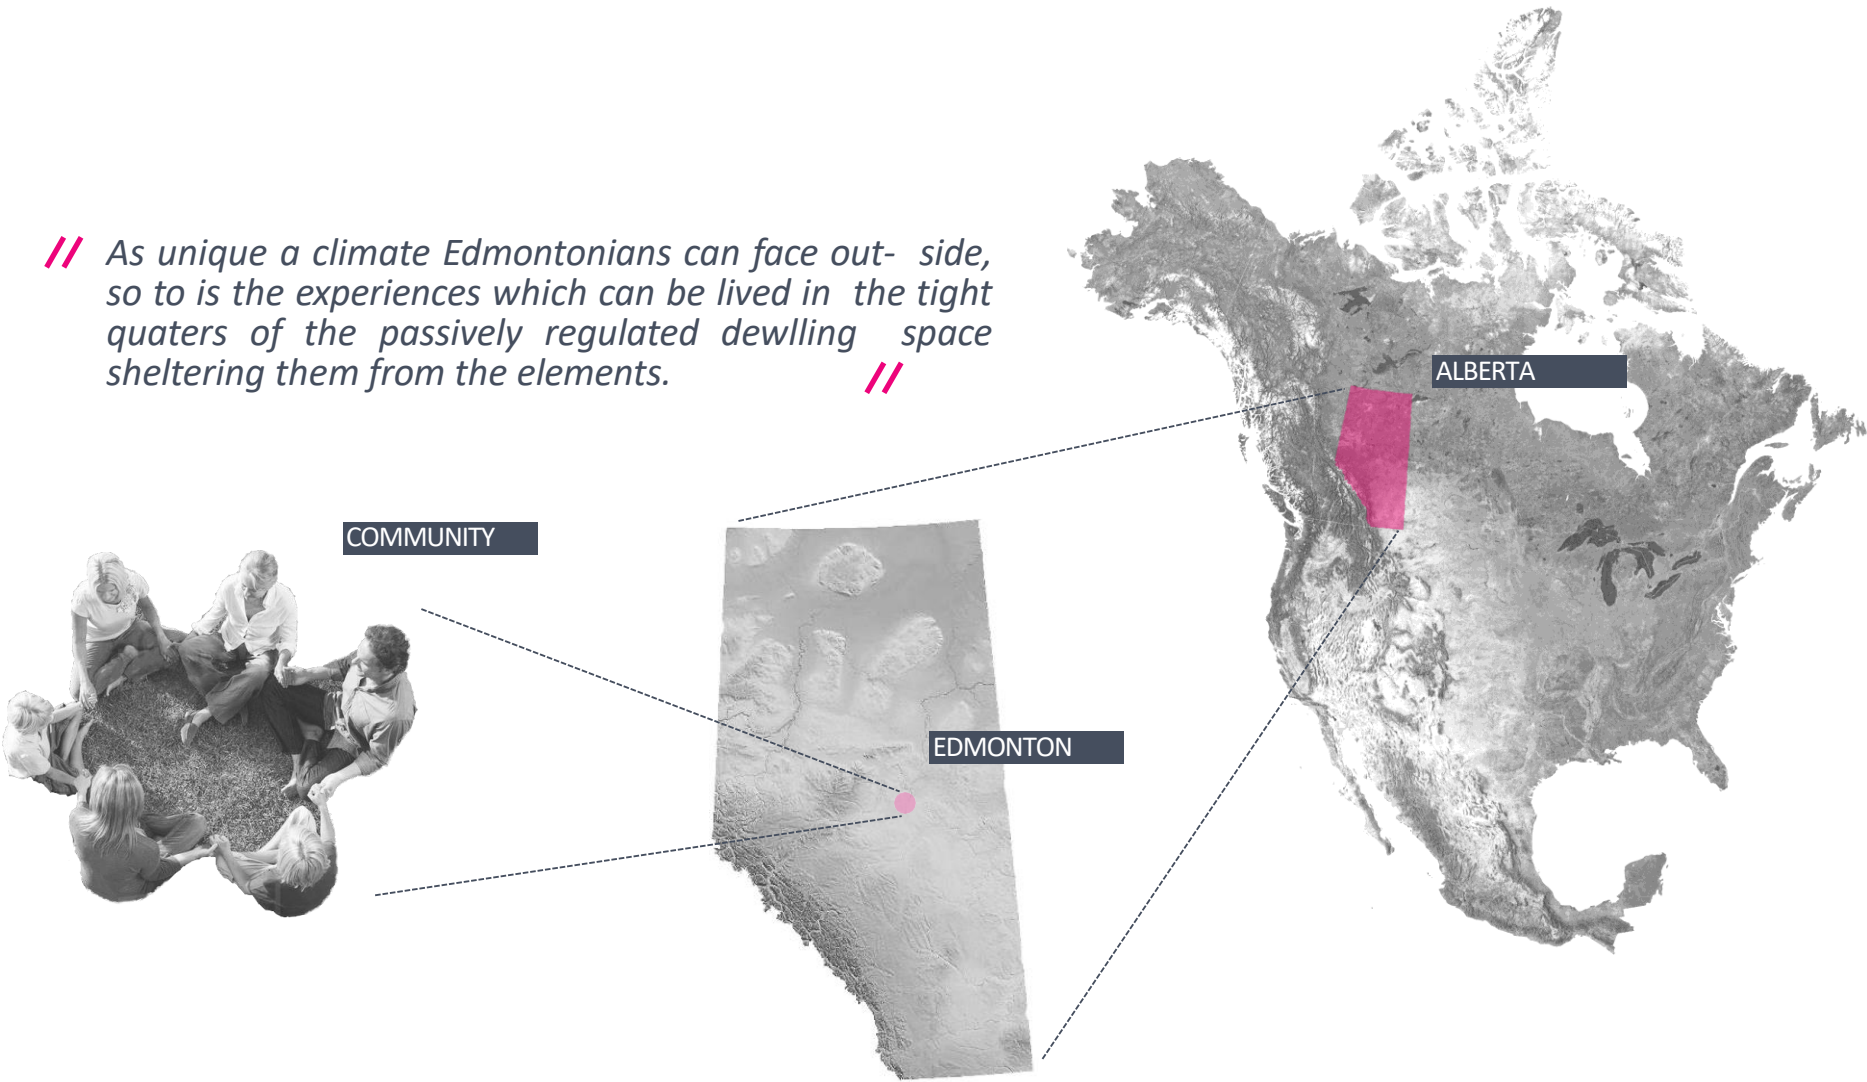 As unique a climate Edmontonians can face out- side,
so to is the experiences which can be lived in the tight
quaters of the passively regulated dewlling space
sheltering them from the elements.
ALBERTA
COMMUNITY
EDMONTON